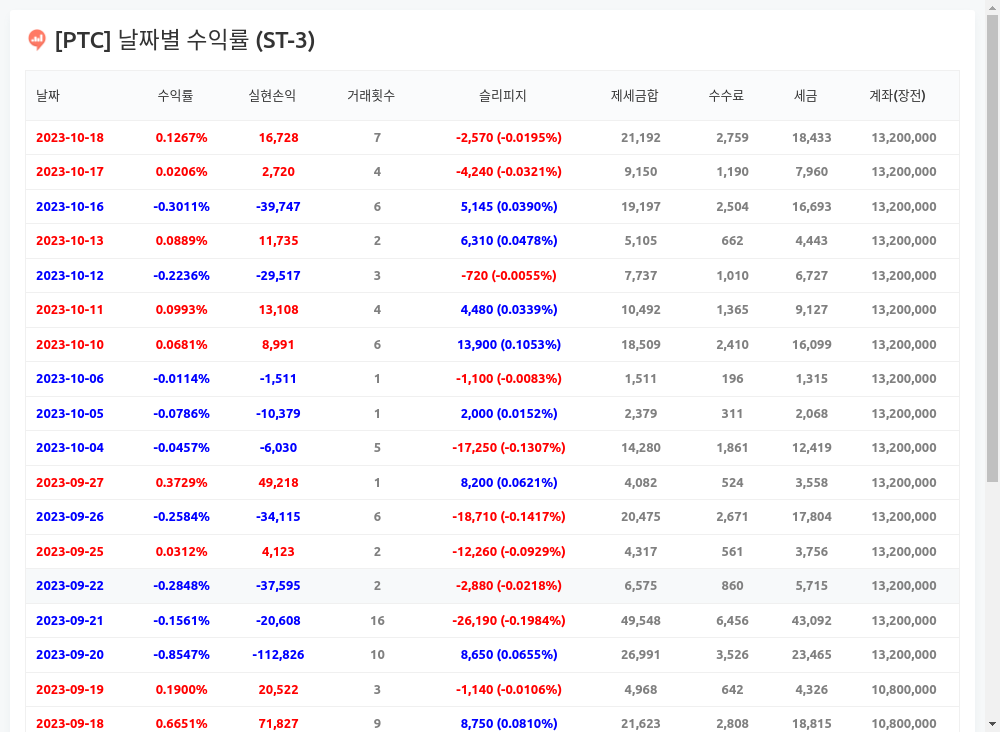 [PTC] 날짜별 수익률 (ST-3)
날짜 수익률 실현손익 거래횟수 슬리피지 제세금합 수수료 세금 계좌(장전)
2023-10-18 0.1267% 16,728 7 -2,570 (-0.0195%) 21,192 2,759 18,433 13,200,000
2023-10-17 0.0206% 2,720 4 -4,240 (-0.0321%) 9,150 1,190 7,960 13,200,000
2023-10-16 -0.3011% -39,747 6 5,145 (0.0390%) 19,197 2,504 16,693 13,200,000
2023-10-13 0.0889% 11,735 2 6,310 (0.0478%) 5,105 662 4,443 13,200,000
2023-10-12 -0.2236% -29,517 3 -720 (-0.0055%) 7,737 1,010 6,727 13,200,000
2023-10-11 0.0993% 13,108 4 4,480 (0.0339%) 10,492 1,365 9,127 13,200,000
2023-10-10 0.0681% 8,991 6 13,900 (0.1053%) 18,509 2,410 16,099 13,200,000
2023-10-06 -0.0114% -1,511 1 -1,100 (-0.0083%) 1,511 196 1,315 13,200,000
2023-10-05 -0.0786% -10,379 1 2,000 (0.0152%) 2,379 311 2,068 13,200,000
2023-10-04 -0.0457% -6,030 5 -17,250 (-0.1307%) 14,280 1,861 12,419 13,200,000
2023-09-27 0.3729% 49,218 1 8,200 (0.0621%) 4,082 524 3,558 13,200,000
2023-09-26 -0.2584% -34,115 6 -18,710 (-0.1417%) 20,475 2,671 17,804 13,200,000
2023-09-25 0.0312% 4,123 2 -12,260 (-0.0929%) 4,317 561 3,756 13,200,000
2023-09-22 -0.2848% -37,595 2 -2,880 (-0.0218%) 6,575 860 5,715 13,200,000
2023-09-21 -0.1561% -20,608 16 -26,190 (-0.1984%) 49,548 6,456 43,092 13,200,000
2023-09-20 -0.8547% -112,826 10 8,650 (0.0655%) 26,991 3,526 23,465 13,200,000
2023-09-19 0.1900% 20,522 3 -1,140 (-0.0106%) 4,968 642 4,326 10,800,000
2023-09-18 0.6651% 71,827 9 8,750 (0.0810%) 21,623 2,808 18,815 10,800,000